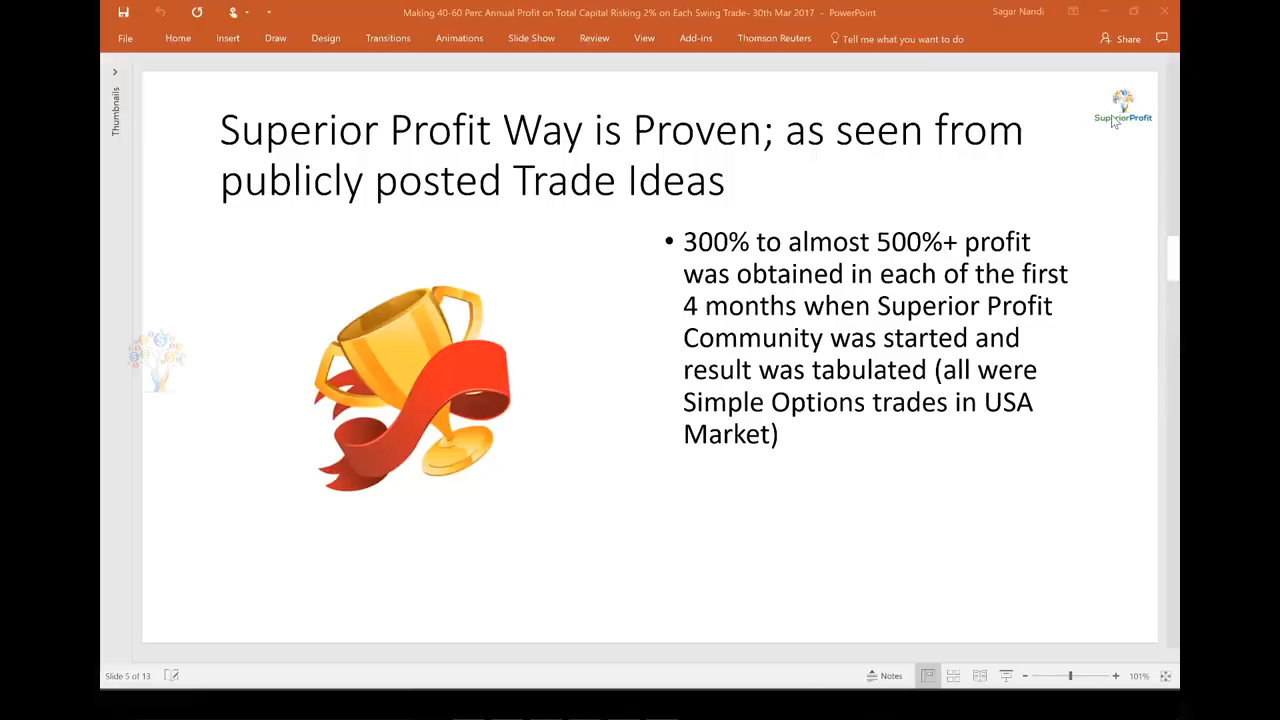 Making 40-60 Perc Annual Profit on Total Capital Risking 2% on Each Swing Trade- 30th Mar 2017 - PowerPoint
Sagar Nandi
File Home Insert Draw Design Transitions Animations Slide Show Review View Add-ins Thomson Reuters Tell me what you want to do Share
Thumbnails
SuperiorProfit
Superior Profit Way is Proven; as seen from
publicly posted Trade Ideas
• 300% to almost 500%+ profit
was obtained in each of the first
4 months when Superior Profit
Community was started and
result was tabulated (all were
Simple Options trades in USA
Market)
Slide 5 of 13 Notes 101%